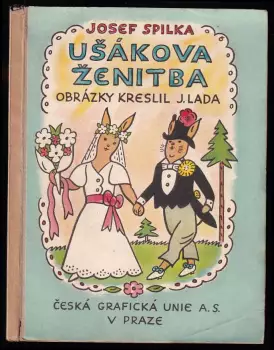 JOSEF SPILKA
UŠÁKOVA
ŽENITBA
OBRÁZKY KRESLIL J. LADA
ČESKÁ GRAFICKÁ UNIE A. S.
V PRAZE